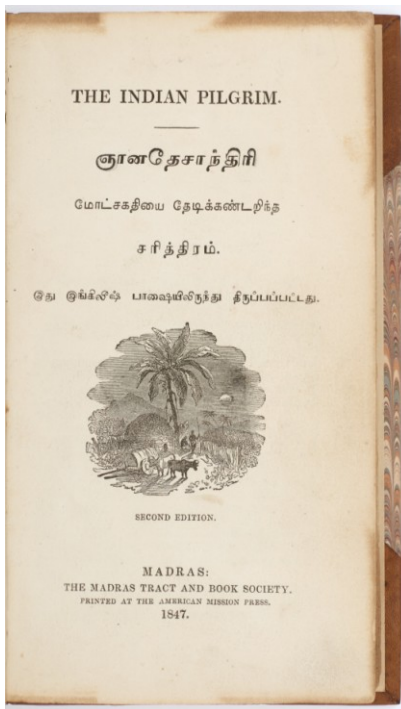 THE INDIAN PILGRIM.
ஞானதேசாந்திரி
மோட்சகதியை தேடிக்கண்டறிந்த
சரித்திரம்.
இது இங்கிலீஷ் பாஷையிலிருந்து திருப்பப்பட்டது.
SECOND EDITION.
MADRAS:
THE MADRAS TRACT AND BOOK SOCIETY.
PRINTED AT THE AMERICAN MISSION PRESS.
1847.